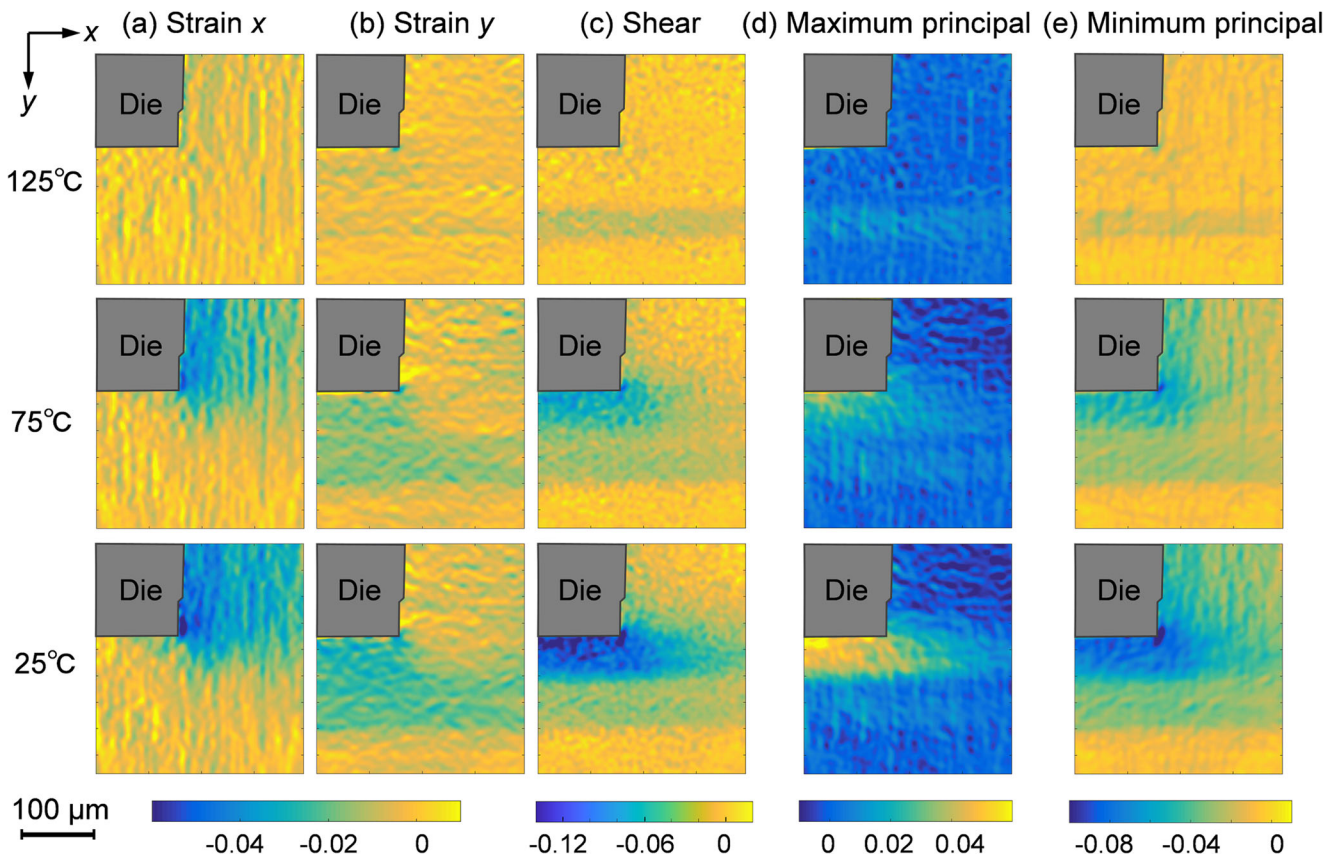 (a) Strain x (b) Strain y (c) Shear (d) Maximum principal (e) Minimum principal
x
y
Die Die Die Die Die
125°C
Die Die Die Die Die
75°C
Die Die Die Die Die
25°C
100 μm
-0.04 -0.02 0 -0.12 -0.06 0 0 0.02 0.04 -0.08 -0.04 0